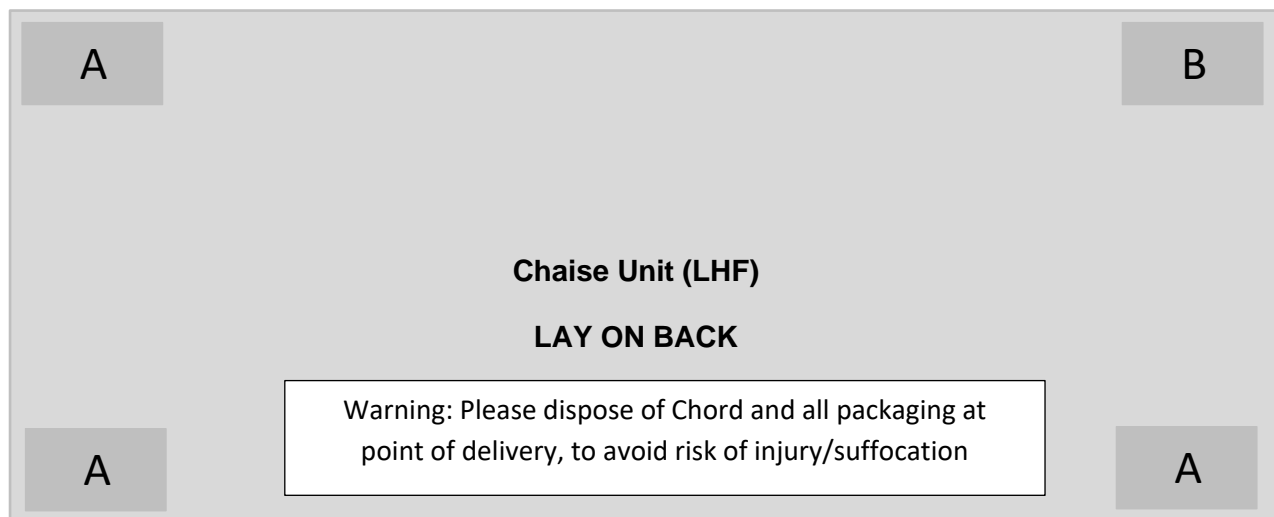 A
B
Chaise Unit (LHF)
LAY ON BACK
Warning: Please dispose of Chord and all packaging at
point of delivery, to avoid risk of injury/suffocation
A
A